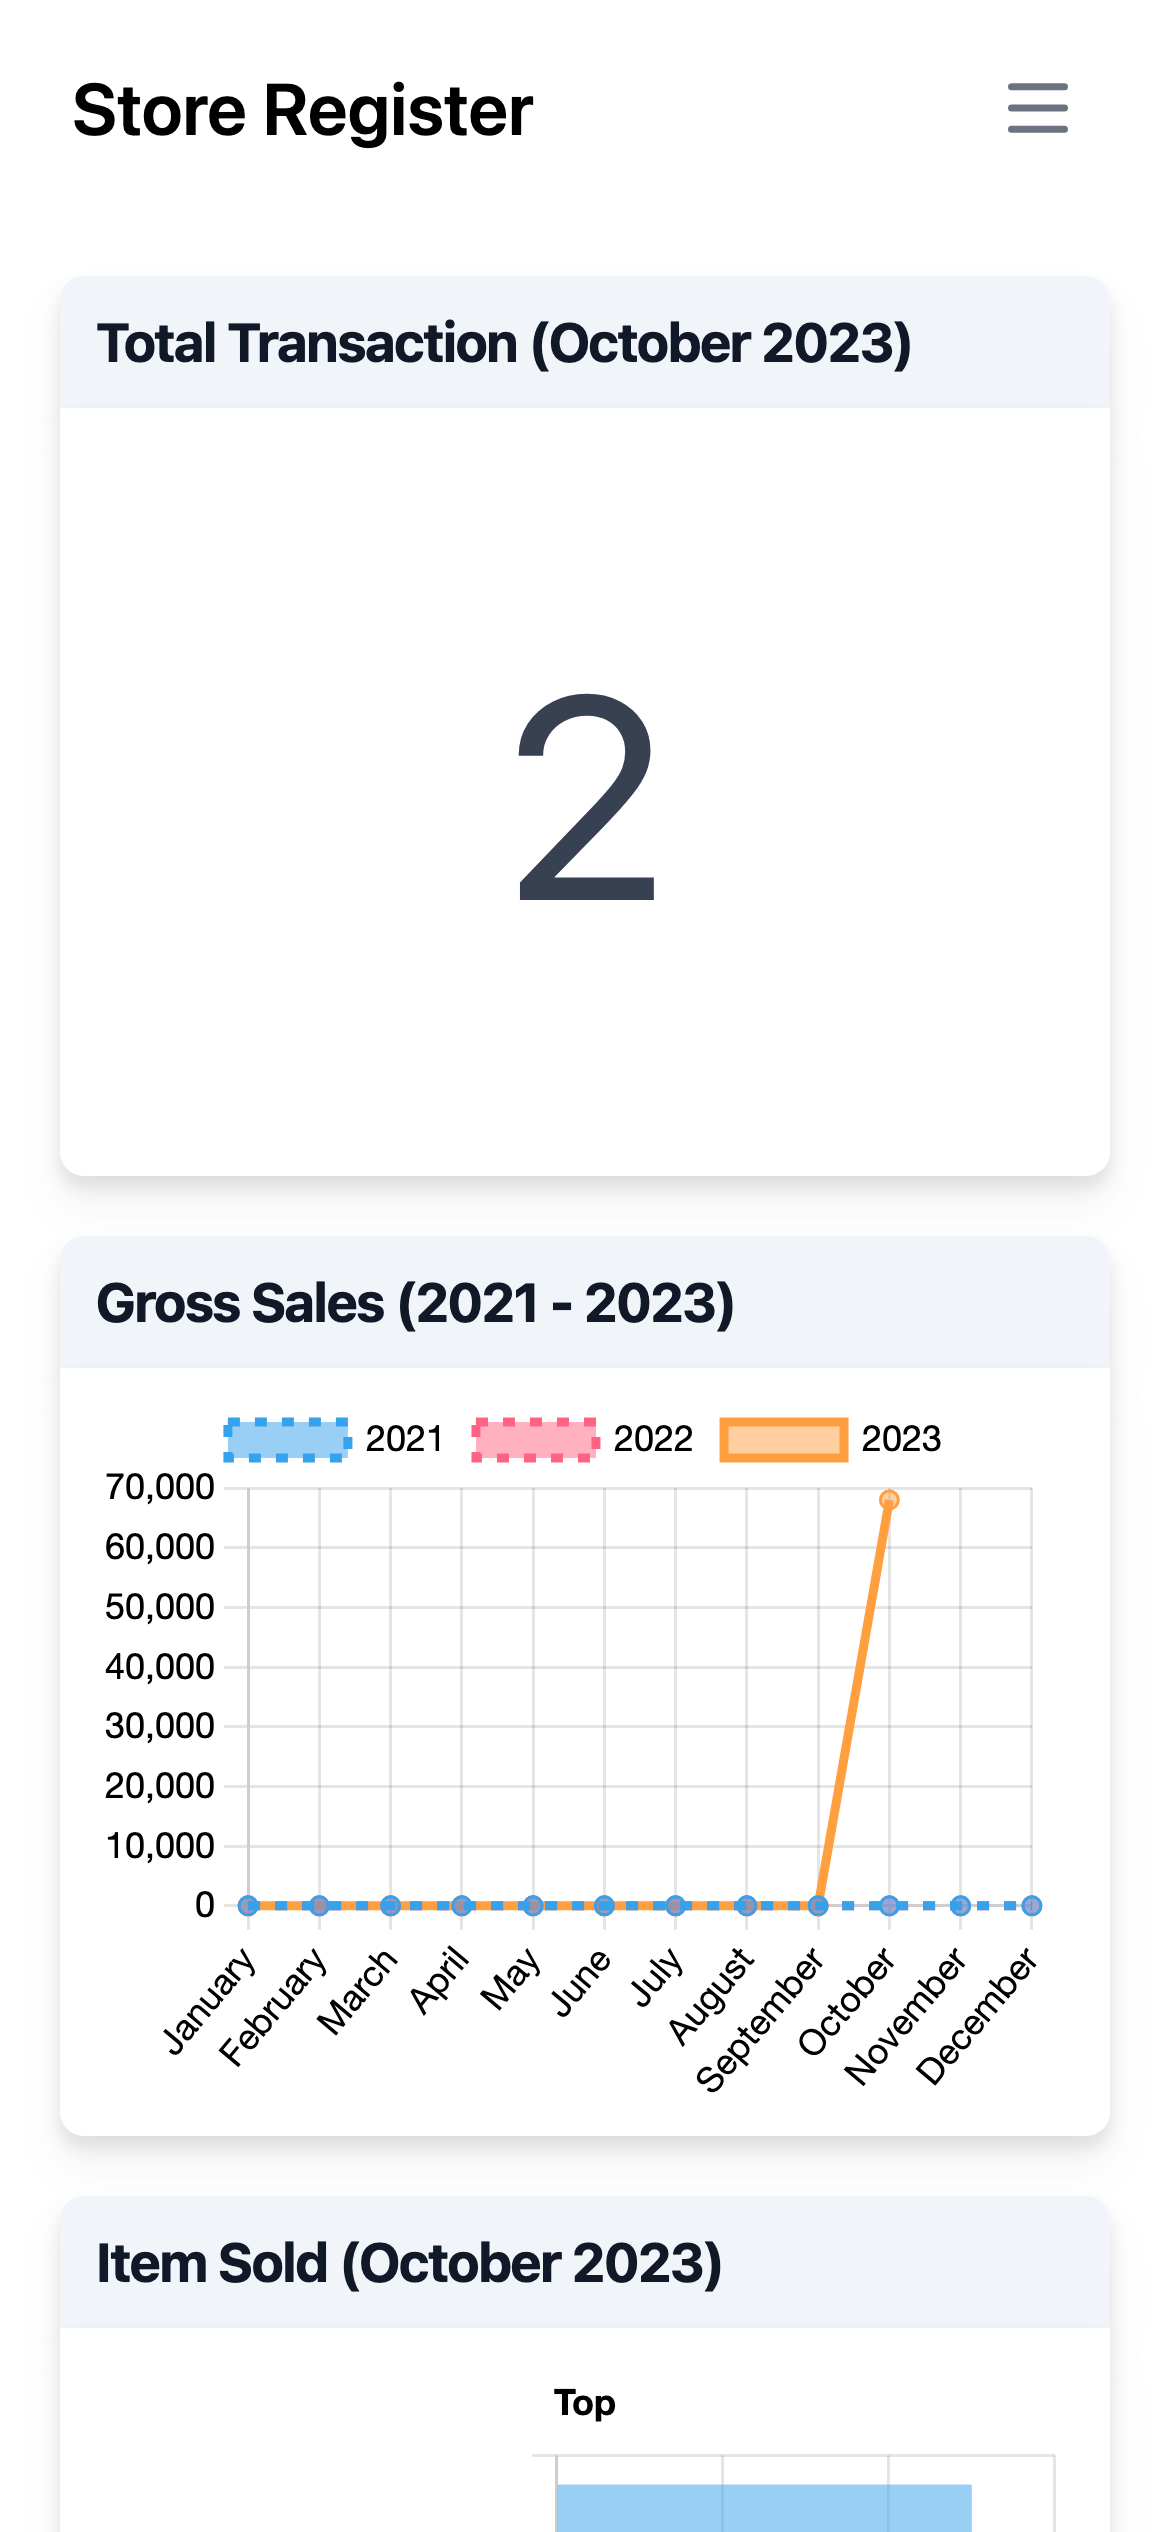 Store Register
Total Transaction (October 2023)
2
Gross Sales (2021 - 2023)
2021 2022 2023
70,000
60,000
50,000
40,000
30,000
20,000
10,000
0
January February March April May June July August September October November December
Item Sold (October 2023)
Top